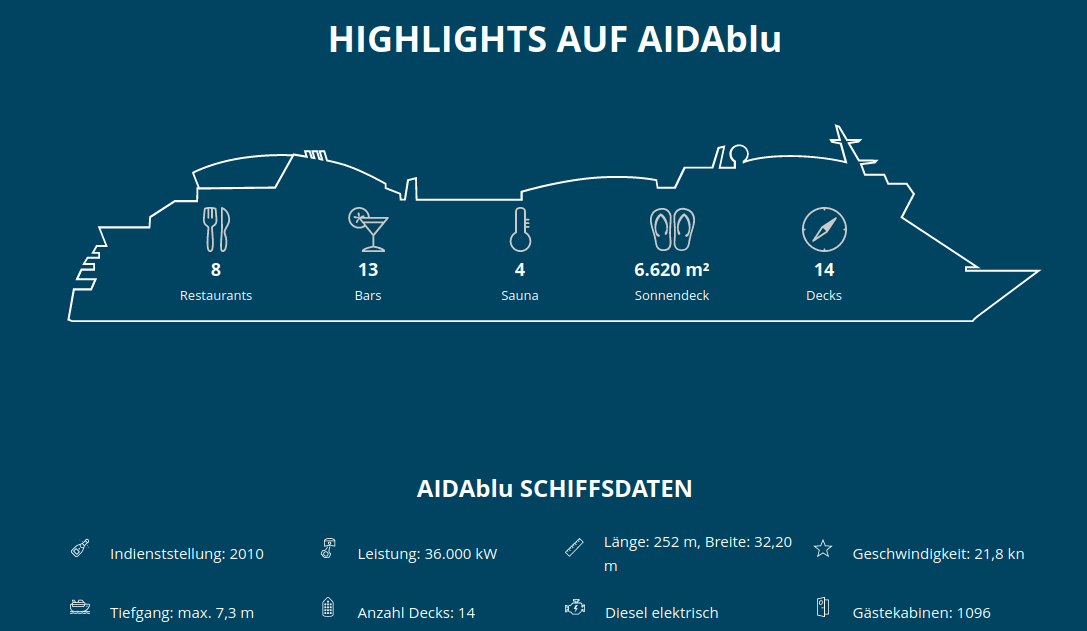 HIGHLIGHTS AUF AIDAblu
8
Restaurants
13
Bars
4
Sauna
6.620 m²
Sonnendeck
14
Decks
AIDAblu SCHIFFSDATEN
Indienststellung: 2010
Leistung: 36.000 kW
Länge: 252 m, Breite: 32,20
m
Geschwindigkeit: 21,8 kn
Tiefgang: max. 7,3 m
Anzahl Decks: 14
Diesel elektrisch
Gästekabinen: 1096